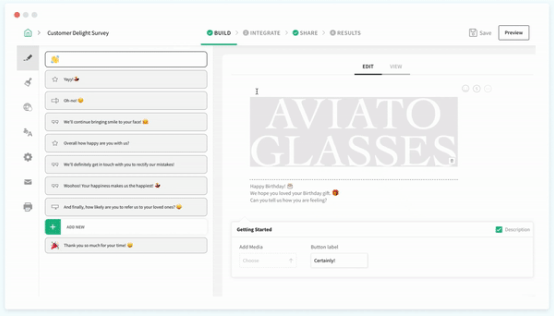 Customer Delight Survey
BUILD
INTEGRATE
SHARE
RESULTS
Save
Preview
Yayy!
Oh no!
We'll continue bringing smile to your face!
Overall how happy are you with us?
We'll definitely get in touch with you to rectify our mistakes!
Woohoo! Your happiness makes us the happiest!
And finally, how likely are you to refer us to your loved ones?
ADD NEW
Thank you so much for your time!
EDIT
VIEW
AVIATO
GLASSES
Happy Birthday!
We hope you loved your Birthday gift.
Can you tell us how you are feeling?
Getting Started
Description
Add Media
Button label
Choose
Certainly!